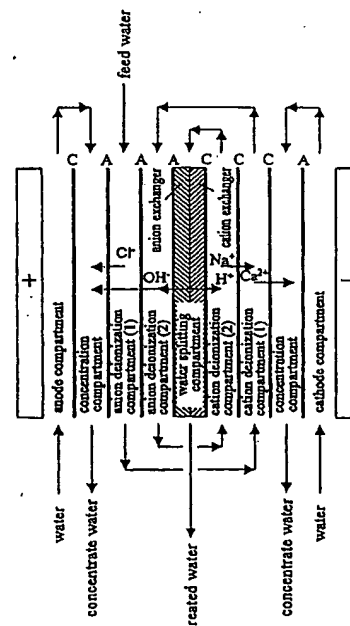 feed water
C
A
A
A
C
C
C
A
+
anode compartment
concentration
compartment
anion deionization
compartment (1)
anion deionization
compartment (2)
water splitting
compartment
cation deionization
compartment (2)
cation deionization
compartment (1)
concentration
compartment
cathode compartment
−
anion exchanger
cation exchanger
Cl-
OH-
Na+
H+
Ca2+
water
concentrate water
reated water
concentrate water
water